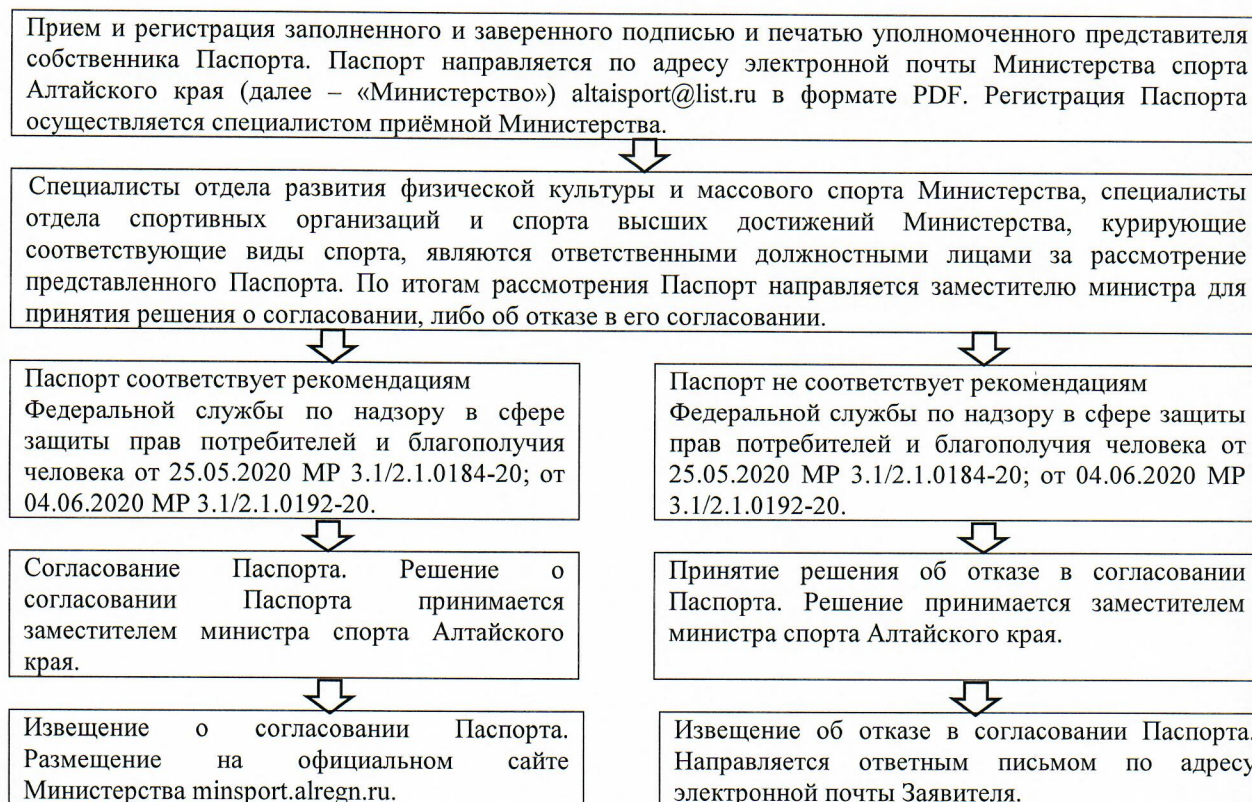 Прием и регистрация заполненного и заверенного подписью и печатью уполномоченного представителя
собственника Паспорта. Паспорт направляется по адресу электронной почты Министерства спорта
Алтайского края (далее – «Министерство») altaisport@list.ru в формате PDF. Регистрация Паспорта
осуществляется специалистом приёмной Министерства.
Специалисты отдела развития физической культуры и массового спорта Министерства, специалисты
отдела спортивных организаций и спорта высших достижений Министерства, курирующие
соответствующие виды спорта, являются ответственными должностными лицами за рассмотрение
представленного Паспорта. По итогам рассмотрения Паспорт направляется заместителю министра для
принятия решения о согласовании, либо об отказе в его согласовании.
Паспорт соответствует рекомендациям
Федеральной службы по надзору в сфере
защиты прав потребителей и благополучия
человека от 25.05.2020 МР 3.1/2.1.0184-20; от
04.06.2020 МР 3.1/2.1.0192-20.
Паспорт не соответствует рекомендациям
Федеральной службы по надзору в сфере защиты
прав потребителей и благополучия человека от
25.05.2020 МР 3.1/2.1.0184-20; от 04.06.2020 МР
3.1/2.1.0192-20.
Согласование Паспорта. Решение о
согласовании Паспорта принимается
заместителем министра спорта Алтайского
края.
Принятие решения об отказе в согласовании
Паспорта. Решение принимается заместителем
министра спорта Алтайского края.
Извещение о согласовании Паспорта.
Размещение на официальном сайте
Министерства minsport.alregn.ru.
Извещение об отказе в согласовании Паспорта.
Направляется ответным письмом по адресу
электронной почты Заявителя.